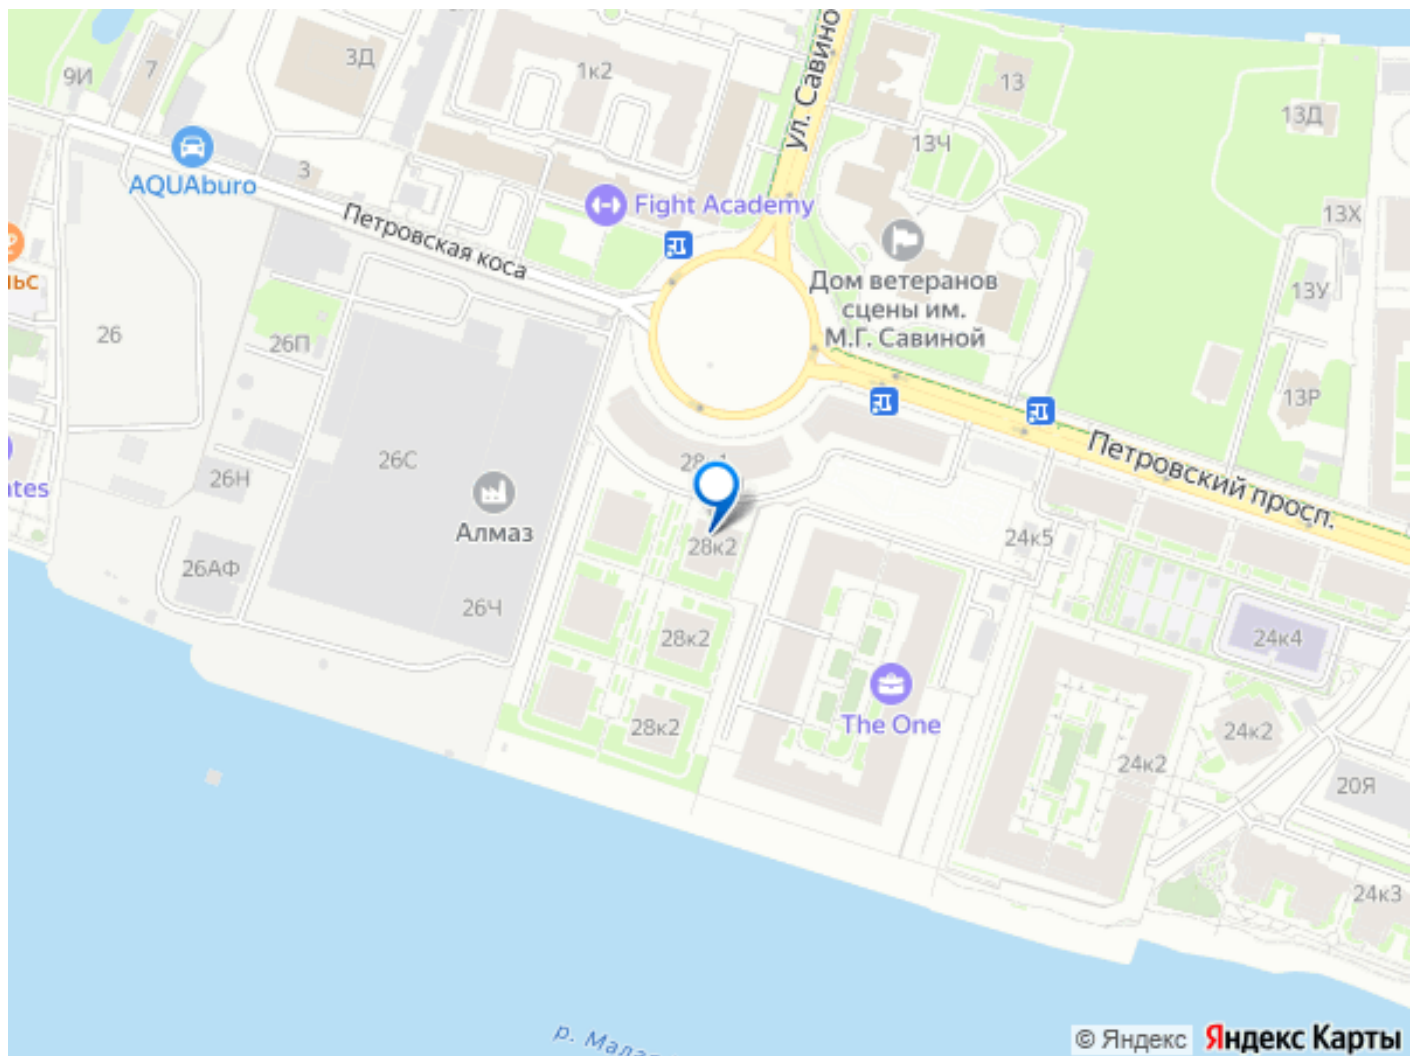 3Д
1к2
ул. Савино
13
9И
7
13Д
13Ч
AQUAburo
3
Fight Academy
Петровская коса
13Х
Дом ветеранов
сцены им.
М.Г. Савиной
ьс
13У
26
26П
13Р
26С
Петровский просп.
26Н
ates
Алмаз
28к2
24к5
26АФ
26Ч
28к2
24к4
The One
28к2
24к2
24к2
20Я
24к3
© Яндекс
Яндекс Карты